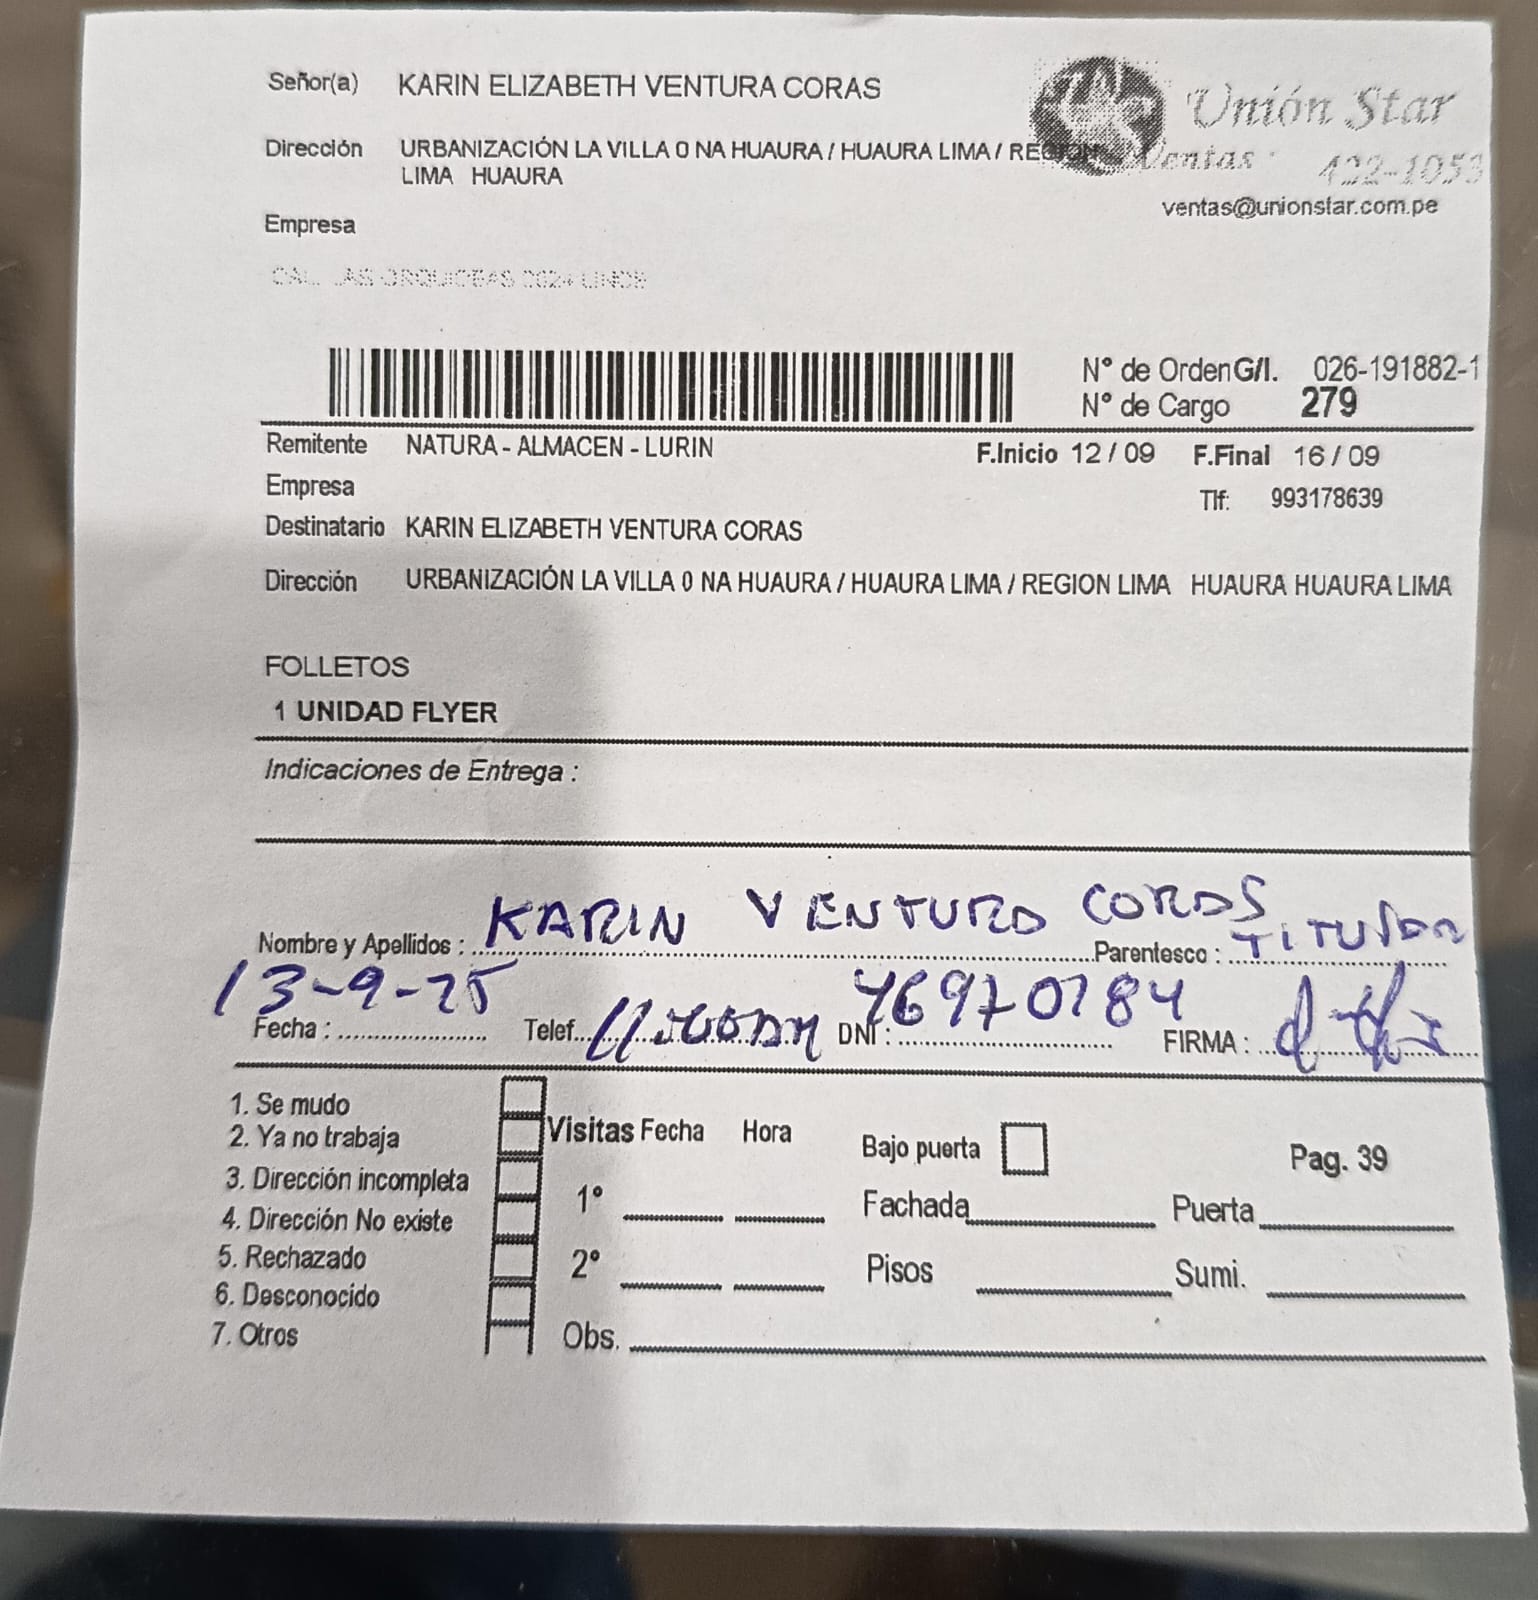 Señor(a) KARIN ELIZABETH VENTURA CORAS
Unión Star
Dirección URBANIZACIÓN LA VILLA 0 NA HUAURA / HUAURA LIMA / REGION
LIMA HUAURA
Ventas : 422-1053
ventas@unionstar.com.pe
Empresa
N° de Orden G/I. 026-191882-1
N° de Cargo 279
Remitente NATURA - ALMACEN - LURIN
F.Inicio 12 / 09 F.Final 16 / 09
Empresa
Tlf: 993178639
Destinatario KARIN ELIZABETH VENTURA CORAS
Dirección URBANIZACIÓN LA VILLA 0 NA HUAURA / HUAURA LIMA / REGION LIMA HUAURA HUAURA LIMA
FOLLETOS
1 UNIDAD FLYER
Indicaciones de Entrega :
Nombre y Apellidos : KARIN VENTURA CORAS Parentesco : TITULAR
Fecha : 13-9-25 Telef. DNI : 46970784 FIRMA :
1. Se mudo
2. Ya no trabaja
3. Dirección incompleta
4. Dirección No existe
5. Rechazado
6. Desconocido
7. Otros
Visitas Fecha Hora
1°
2°
Obs.
Bajo puerta
Pag. 39
Fachada Puerta
Pisos Sumi.